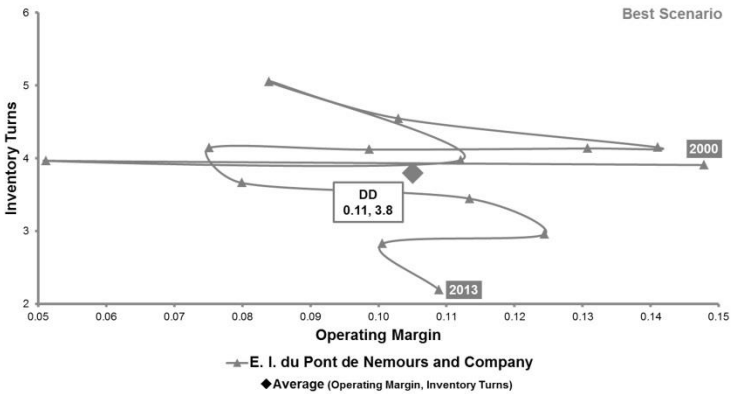 Best Scenario
6
5
4
3
2
Inventory Turns
2000
DD
0.11, 3.8
2013
0.05 0.06 0.07 0.08 0.09 0.10 0.11 0.12 0.13 0.14 0.15
Operating Margin
E. I. du Pont de Nemours and Company
Average (Operating Margin, Inventory Turns)